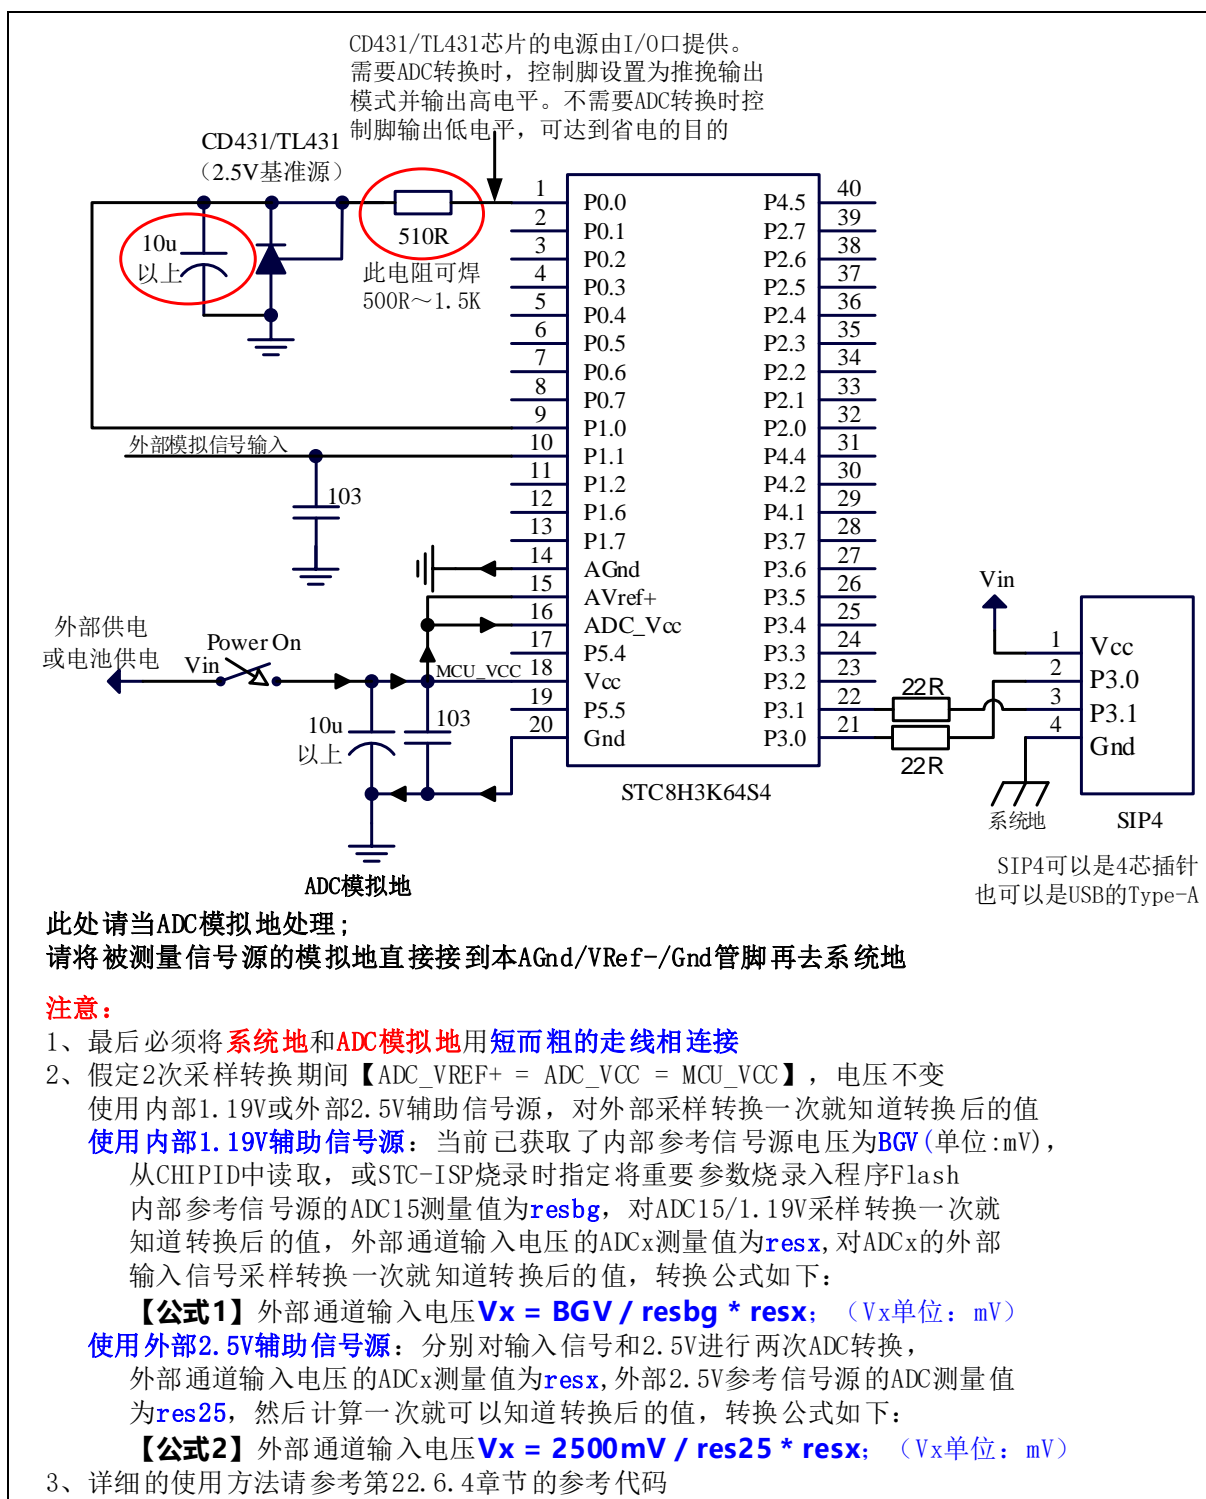 CD431/TL431芯片的电源由I/O口提供。
需要ADC转换时，控制脚设置为推挽输出
模式并输出高电平。不需要ADC转换时控
制脚输出低电平，可达到省电的目的
CD431/TL431
（2.5V基准源）
10u
以上
510R
此电阻可焊
500R～1.5K
1 P0.0
2 P0.1
3 P0.2
4 P0.3
5 P0.4
6 P0.5
7 P0.6
8 P0.7
9 P1.0
10 P1.1
11 P1.2
12 P1.6
13 P1.7
14 AGnd
15 AVref+
16 ADC_Vcc
17 P5.4
18 Vcc
19 P5.5
20 Gnd
P4.5 40
P2.7 39
P2.6 38
P2.5 37
P2.4 36
P2.3 35
P2.2 34
P2.1 33
P2.0 32
P4.4 31
P4.2 30
P4.1 29
P3.7 28
P3.6 27
P3.5 26
P3.4 25
P3.3 24
P3.2 23
P3.1 22
P3.0 21
STC8H3K64S4
外部模拟信号输入
103
外部供电
或电池供电
Vin
Power On
MCU_VCC
10u
以上
103
ADC模拟地
22R
22R
Vin
1 Vcc
2 P3.0
3 P3.1
4 Gnd
系统地
SIP4
SIP4可以是4芯插针
也可以是USB的Type-A
此处请当ADC模拟地处理;
请将被测量信号源的模拟地直接接到本AGnd/VRef-/Gnd管脚再去系统地
注意：
1、最后必须将系统地和ADC模拟地用短而粗的走线相连接
2、假定2次采样转换期间【ADC_VREF+ = ADC_VCC = MCU_VCC】，电压不变
使用内部1.19V或外部2.5V辅助信号源，对外部采样转换一次就知道转换后的值
使用内部1.19V辅助信号源：当前已获取了内部参考信号源电压为BGV(单位:mV),
从CHIPID中读取，或STC-ISP烧录时指定将重要参数烧录入程序Flash
内部参考信号源的ADC15测量值为resbg，对ADC15/1.19V采样转换一次就
知道转换后的值，外部通道输入电压的ADCx测量值为resx,对ADCx的外部
输入信号采样转换一次就知道转换后的值，转换公式如下：
【公式1】外部通道输入电压Vx = BGV / resbg * resx；（Vx单位：mV）
使用外部2.5V辅助信号源：分别对输入信号和2.5V进行两次ADC转换，
外部通道输入电压的ADCx测量值为resx,外部2.5V参考信号源的ADC测量值
为res25，然后计算一次就可以知道转换后的值，转换公式如下：
【公式2】外部通道输入电压Vx = 2500mV / res25 * resx；（Vx单位：mV）
3、详细的使用方法请参考第22.6.4章节的参考代码